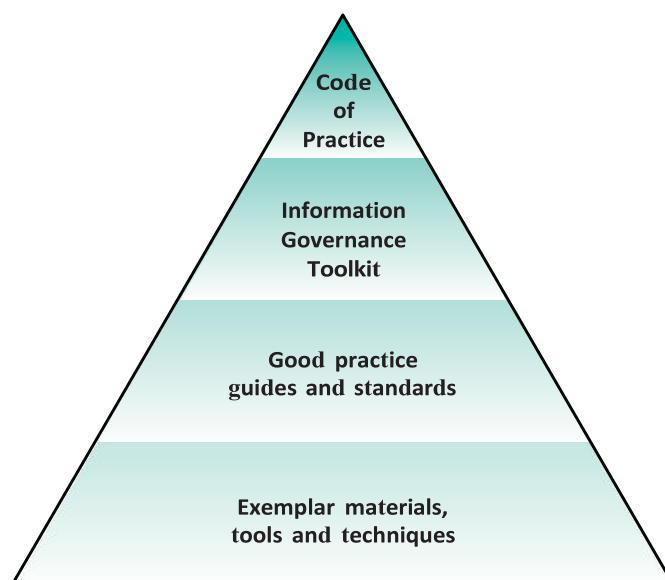 Code
of
Practice
Information
Governance
Toolkit
Good practice
guides and standards
Exemplar materials,
tools and techniques